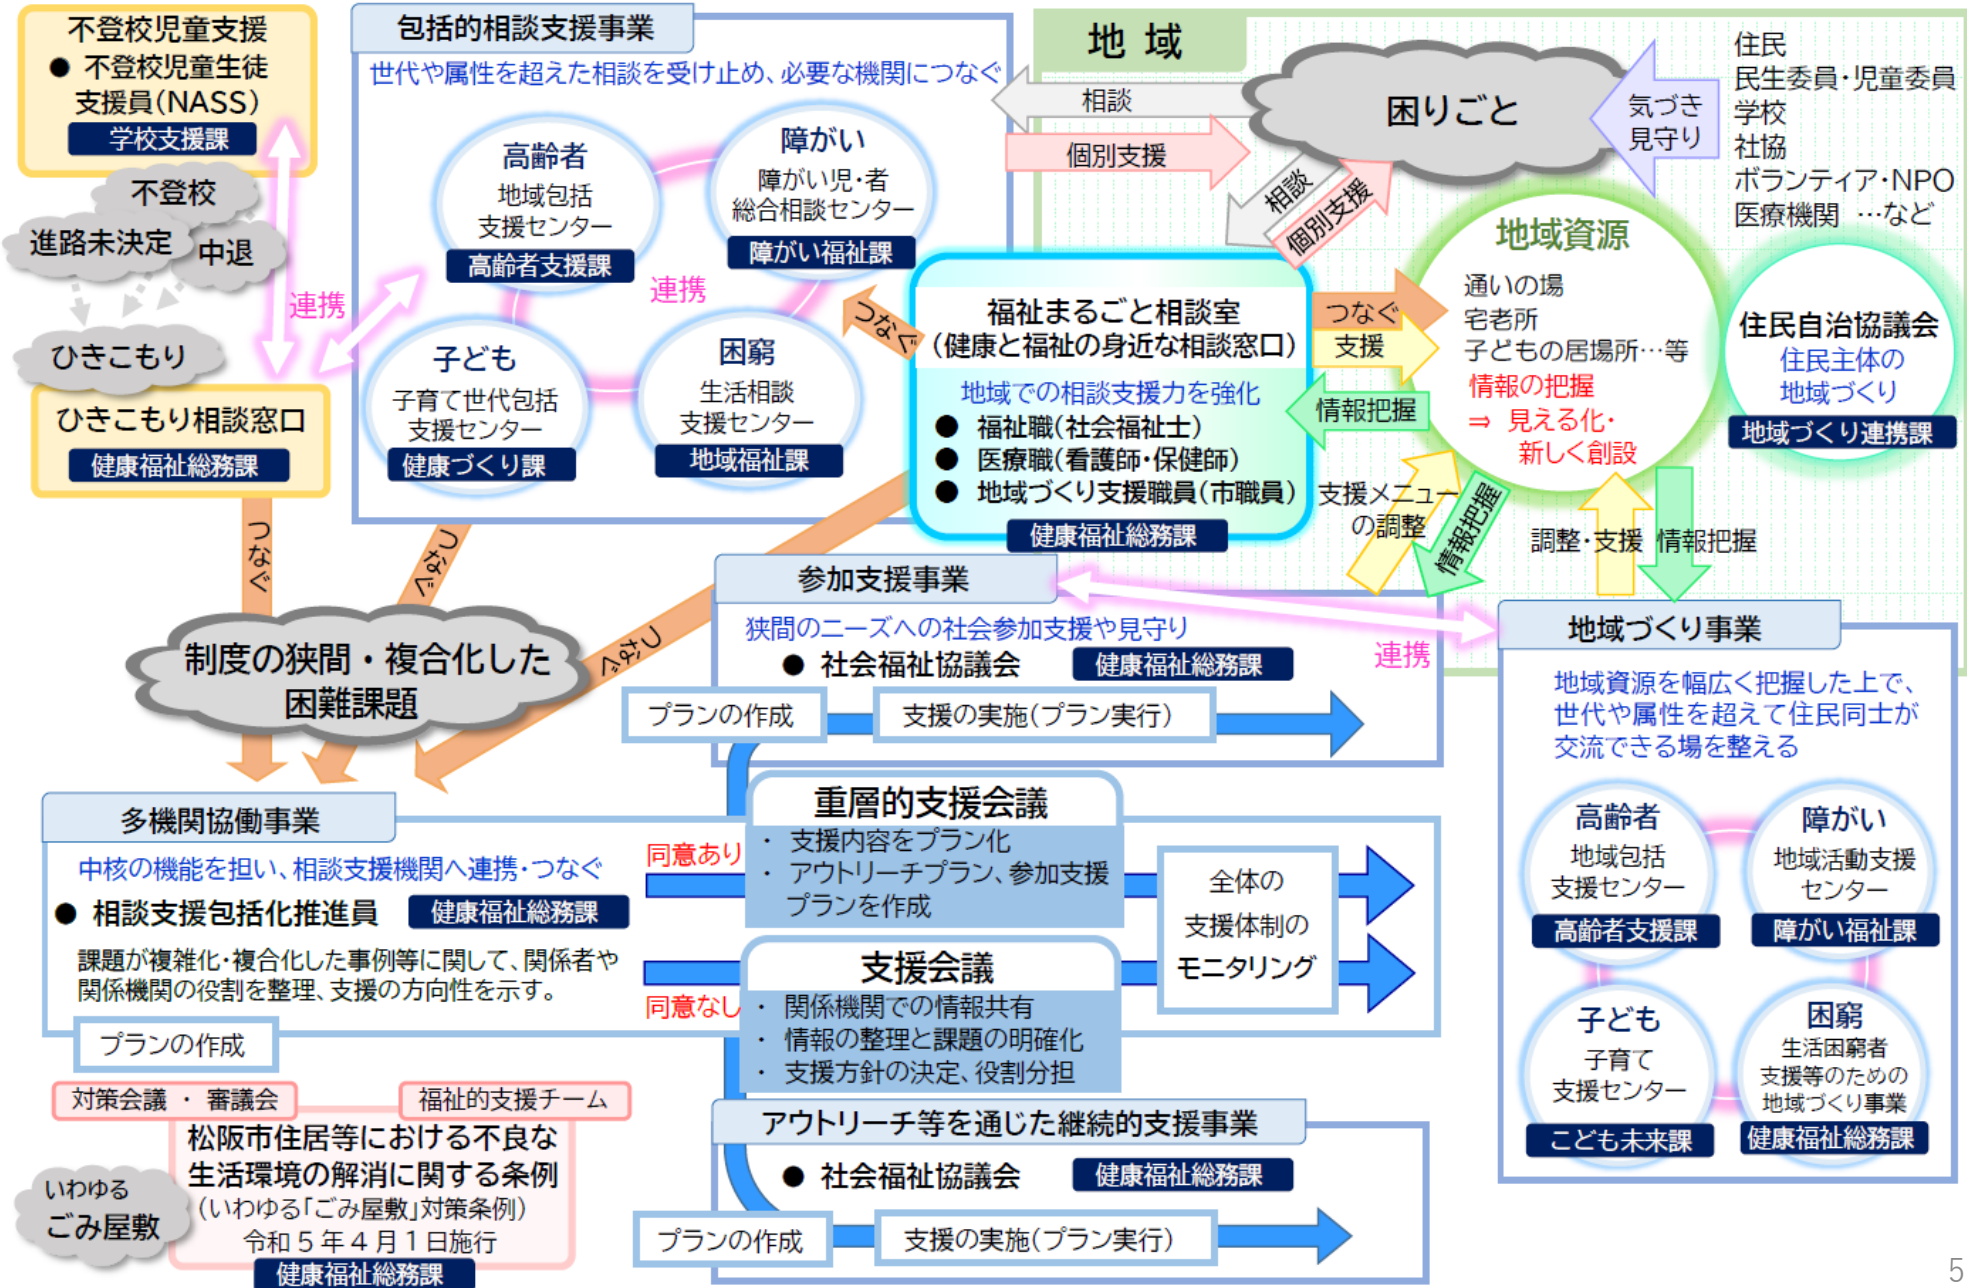 不登校児童支援
● 不登校児童生徒
支援員(NASS)
学校支援課
不登校
進路未決定
中退
連携
ひきこもり
ひきこもり相談窓口
健康福祉総務課
つなぐ
包括的相談支援事業
世代や属性を超えた相談を受け止め、必要な機関につなぐ
高齢者
地域包括
支援センター
高齢者支援課
障がい
障がい児・者
総合相談センター
障がい福祉課
連携
子ども
子育て世代包括
支援センター
健康づくり課
困窮
生活相談
支援センター
地域福祉課
つなぐ
つなぐ
地域
相談
個別支援
困りごと
気づき
見守り
住民
民生委員・児童委員
学校
社協
ボランティア・NPO
医療機関 …など
相談
個別支援
福祉まるごと相談室
(健康と福祉の身近な相談窓口)
地域での相談支援力を強化
● 福祉職(社会福祉士)
● 医療職(看護師・保健師)
● 地域づくり支援職員(市職員)
健康福祉総務課
つなぐ
つなぐ
支援
情報把握
地域資源
通いの場
宅老所
子どもの居場所…等
情報の把握
⇒ 見える化・
新しく創設
住民自治協議会
住民主体の
地域づくり
地域づくり連携課
支援メニュー
の調整
情報把握
調整・支援
情報把握
制度の狭間・複合化した
困難課題
参加支援事業
狭間のニーズへの社会参加支援や見守り
● 社会福祉協議会
健康福祉総務課
プランの作成
支援の実施(プラン実行)
連携
地域づくり事業
地域資源を幅広く把握した上で、
世代や属性を超えて住民同士が
交流できる場を整える
高齢者
地域包括
支援センター
高齢者支援課
障がい
地域活動支援
センター
障がい福祉課
子ども
子育て
支援センター
こども未来課
困窮
生活困窮者
支援等のための
地域づくり事業
健康福祉総務課
多機関協働事業
中核の機能を担い、相談支援機関へ連携・つなぐ
● 相談支援包括化推進員
健康福祉総務課
課題が複雑化・複合化した事例等に関して、関係者や
関係機関の役割を整理、支援の方向性を示す。
プランの作成
同意あり
同意なし
重層的支援会議
・ 支援内容をプラン化
・ アウトリーチプラン、参加支援
プランを作成
支援会議
・ 関係機関での情報共有
・ 情報の整理と課題の明確化
・ 支援方針の決定、役割分担
全体の
支援体制の
モニタリング
対策会議 ・ 審議会
福祉的支援チーム
松阪市住居等における不良な
生活環境の解消に関する条例
(いわゆる「ごみ屋敷」対策条例)
令和5年4月1日施行
健康福祉総務課
いわゆる
ごみ屋敷
アウトリーチ等を通じた継続的支援事業
● 社会福祉協議会
健康福祉総務課
プランの作成
支援の実施(プラン実行)
5